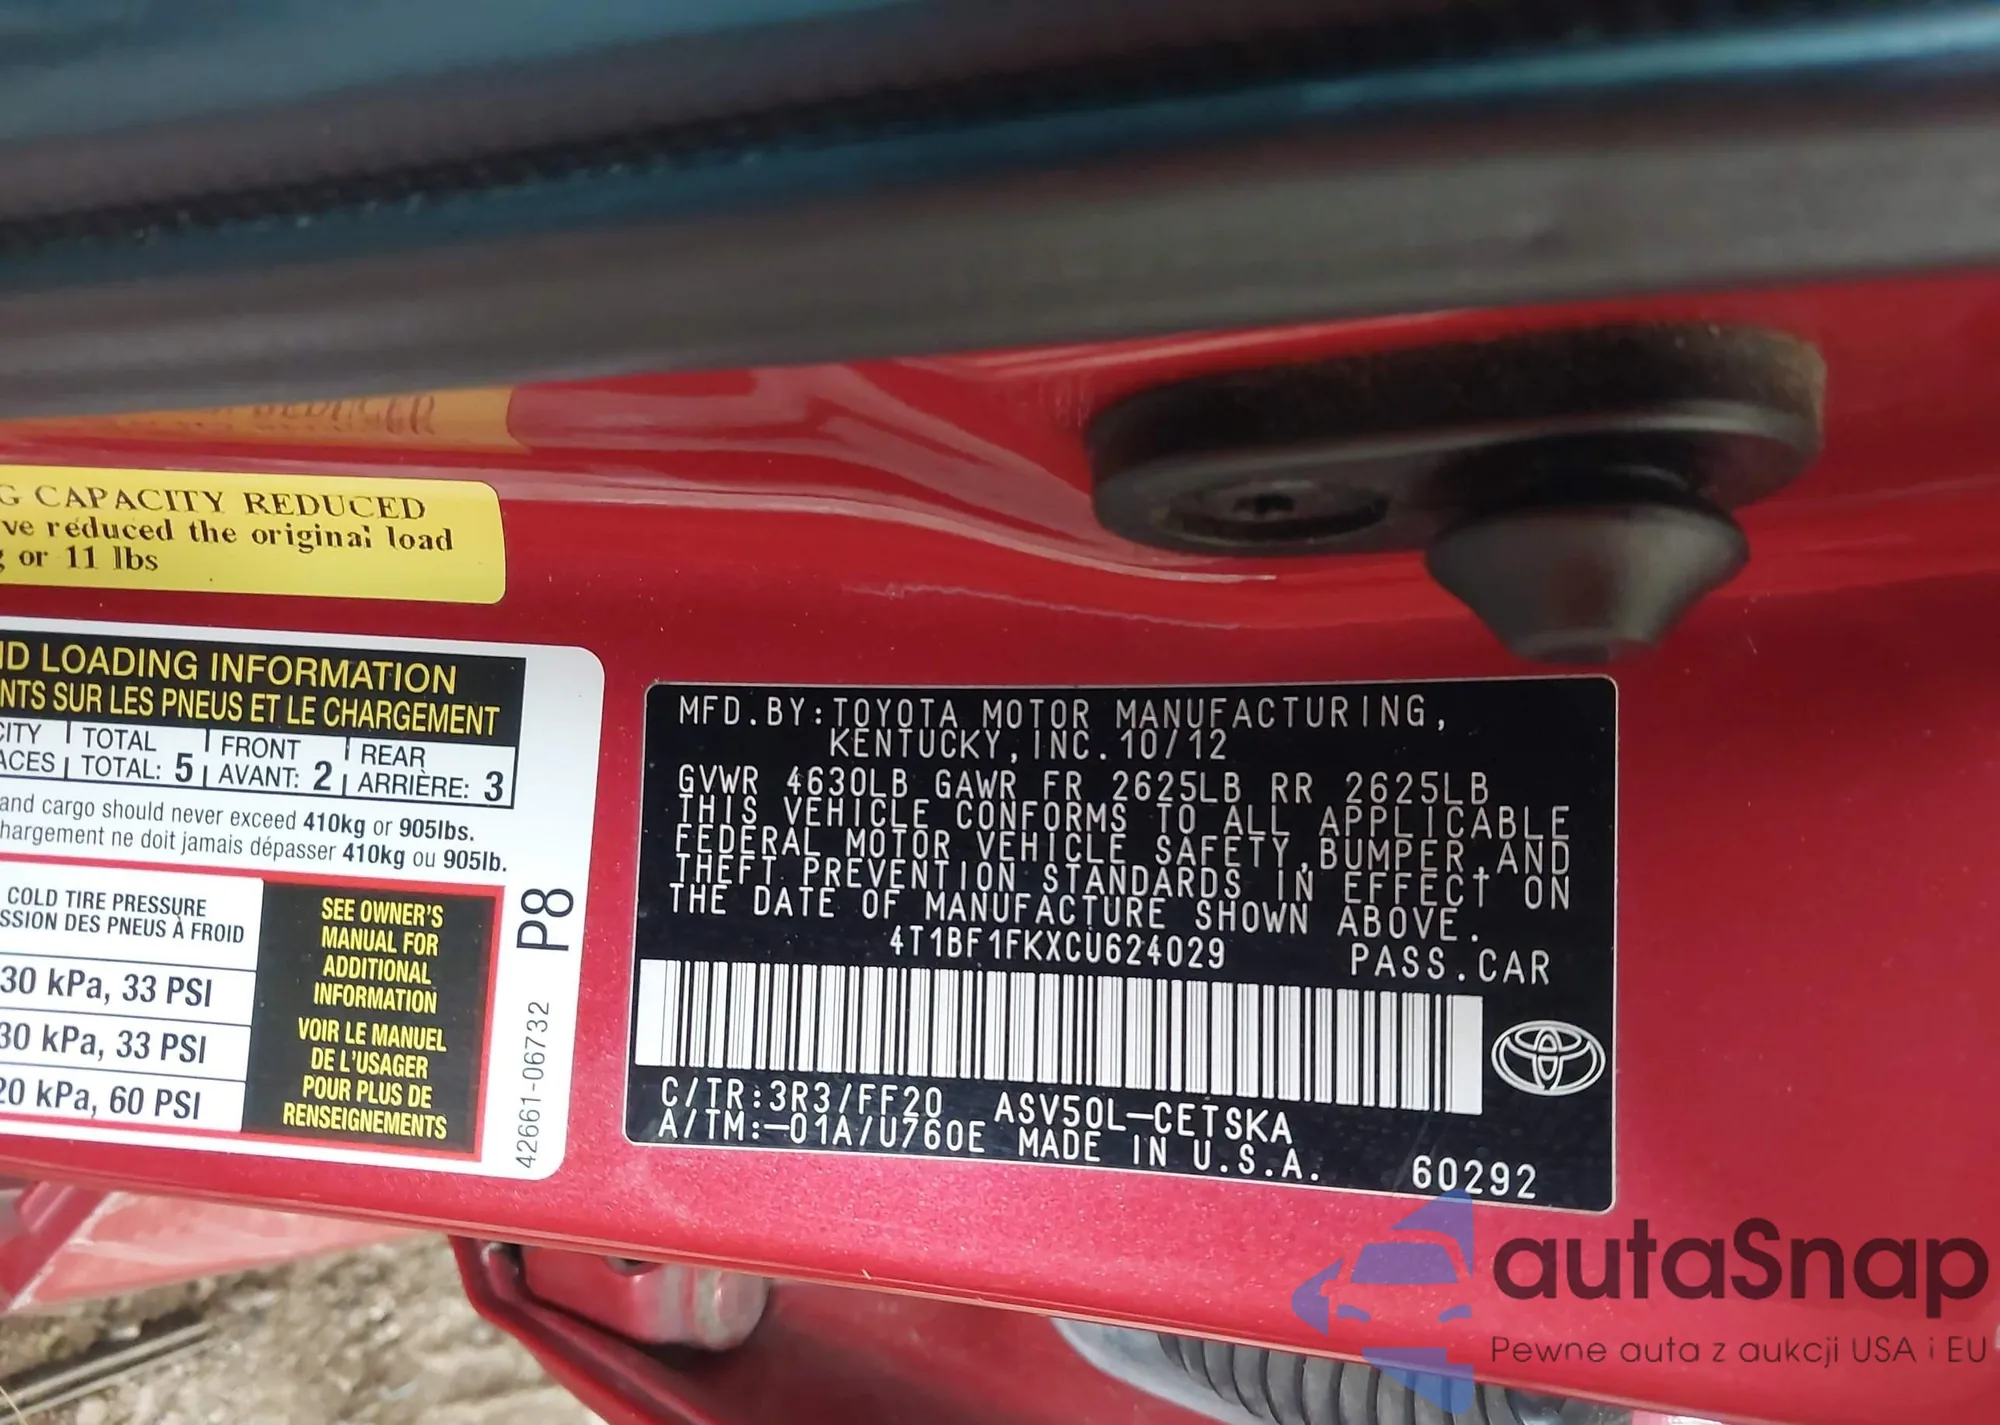 G CAPACITY REDUCED
ve reduced the original load
or 11 lbs
ND LOADING INFORMATION
NTS SUR LES PNEUS ET LE CHARGEMENT
CITY TOTAL FRONT REAR
ACES TOTAL: 5 AVANT: 2 ARRIÈRE: 3
and cargo should never exceed 410kg or 905lbs.
hargement ne doit jamais dépasser 410kg ou 905lb.
COLD TIRE PRESSURE
SSION DES PNEUS À FROID
30 kPa, 33 PSI
30 kPa, 33 PSI
20 kPa, 60 PSI
SEE OWNER'S
MANUAL FOR
ADDITIONAL
INFORMATION
VOIR LE MANUEL
DE L'USAGER
POUR PLUS DE
RENSEIGNEMENTS
P8
42661-06732
MFD.BY:TOYOTA MOTOR MANUFACTURING,
KENTUCKY,INC.10/12
GVWR 4630LB GAWR FR 2625LB RR 2625LB
THIS VEHICLE CONFORMS TO ALL APPLICABLE
FEDERAL MOTOR VEHICLE SAFETY,BUMPER,AND
THEFT PREVENTION STANDARDS IN EFFECT ON
THE DATE OF MANUFACTURE SHOWN ABOVE.
4T1BF1FKXCU624029 PASS.CAR
C/TR:3R3/FF20 ASV50L-CETSKA
A/TM:-01A/U760E MADE IN U.S.A. 60292
autaSnap
Pewne auta z aukcji USA i EU